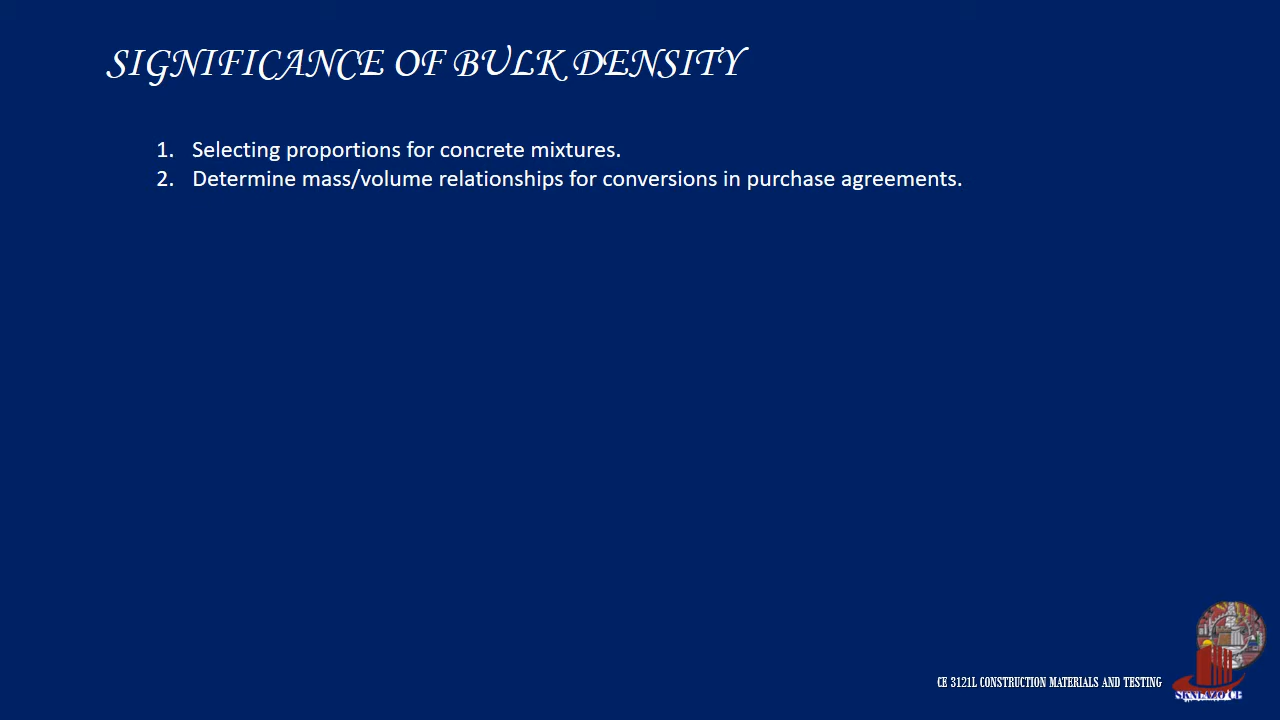 SIGNIFICANCE OF BULK DENSITY
1. Selecting proportions for concrete mixtures.
2. Determine mass/volume relationships for conversions in purchase agreements.
CE 3121L CONSTRUCTION MATERIALS AND TESTING